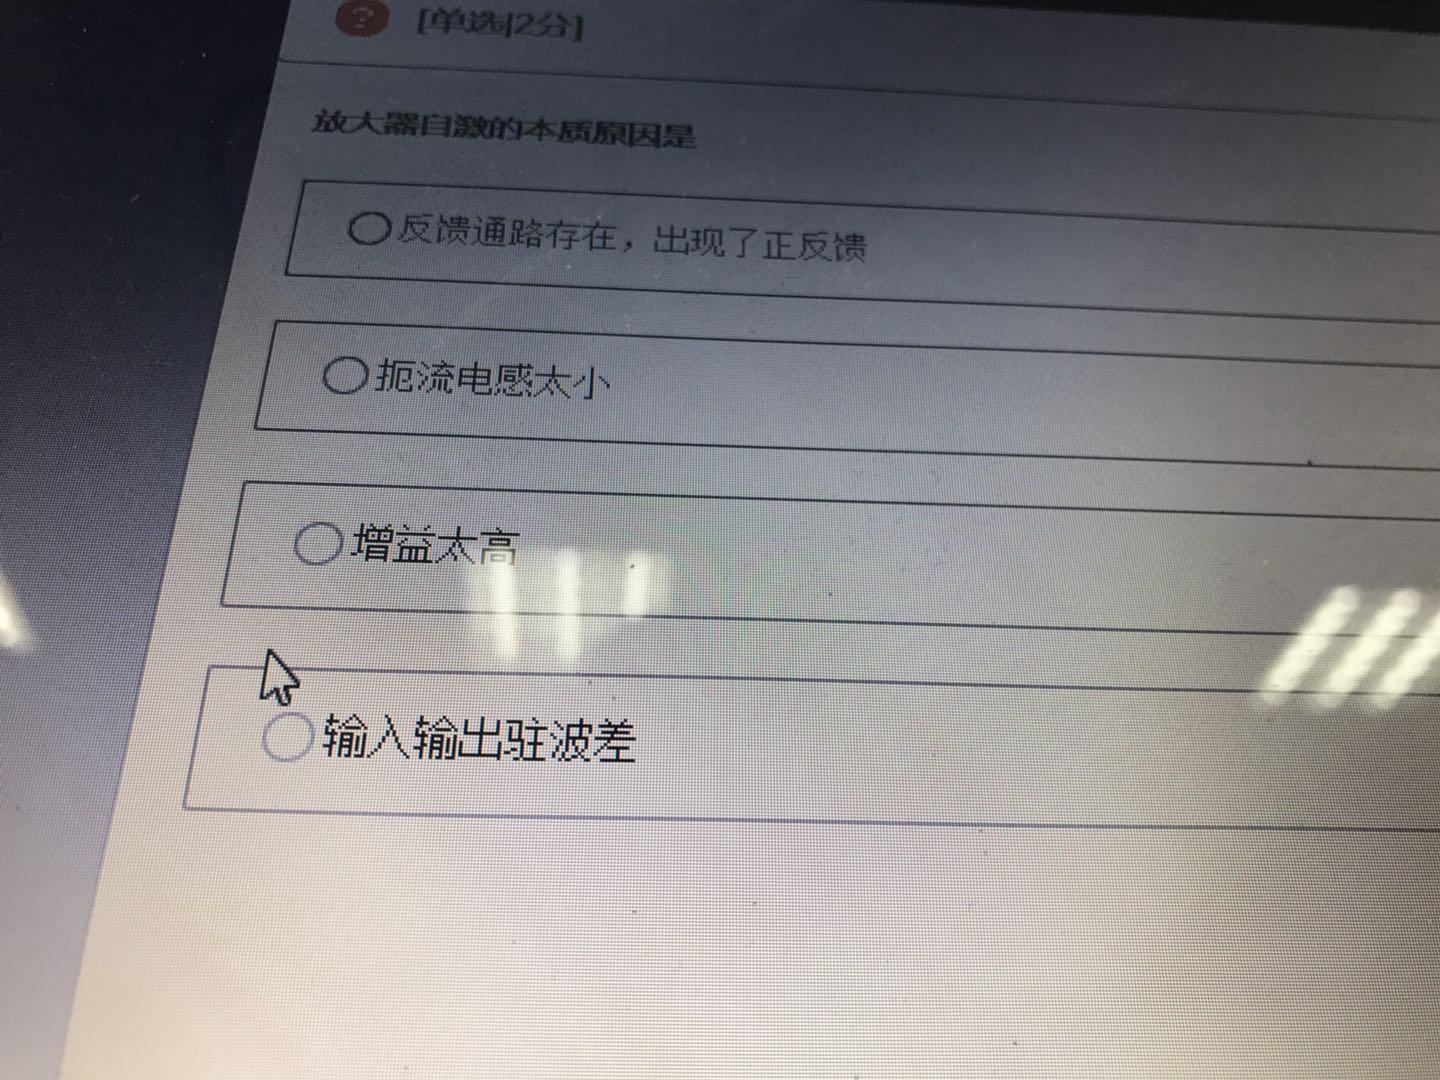 ? [单选|2分]
放大器自激的本质原因是
反馈通路存在，出现了正反馈
扼流电感太小
增益太高
输入输出驻波差